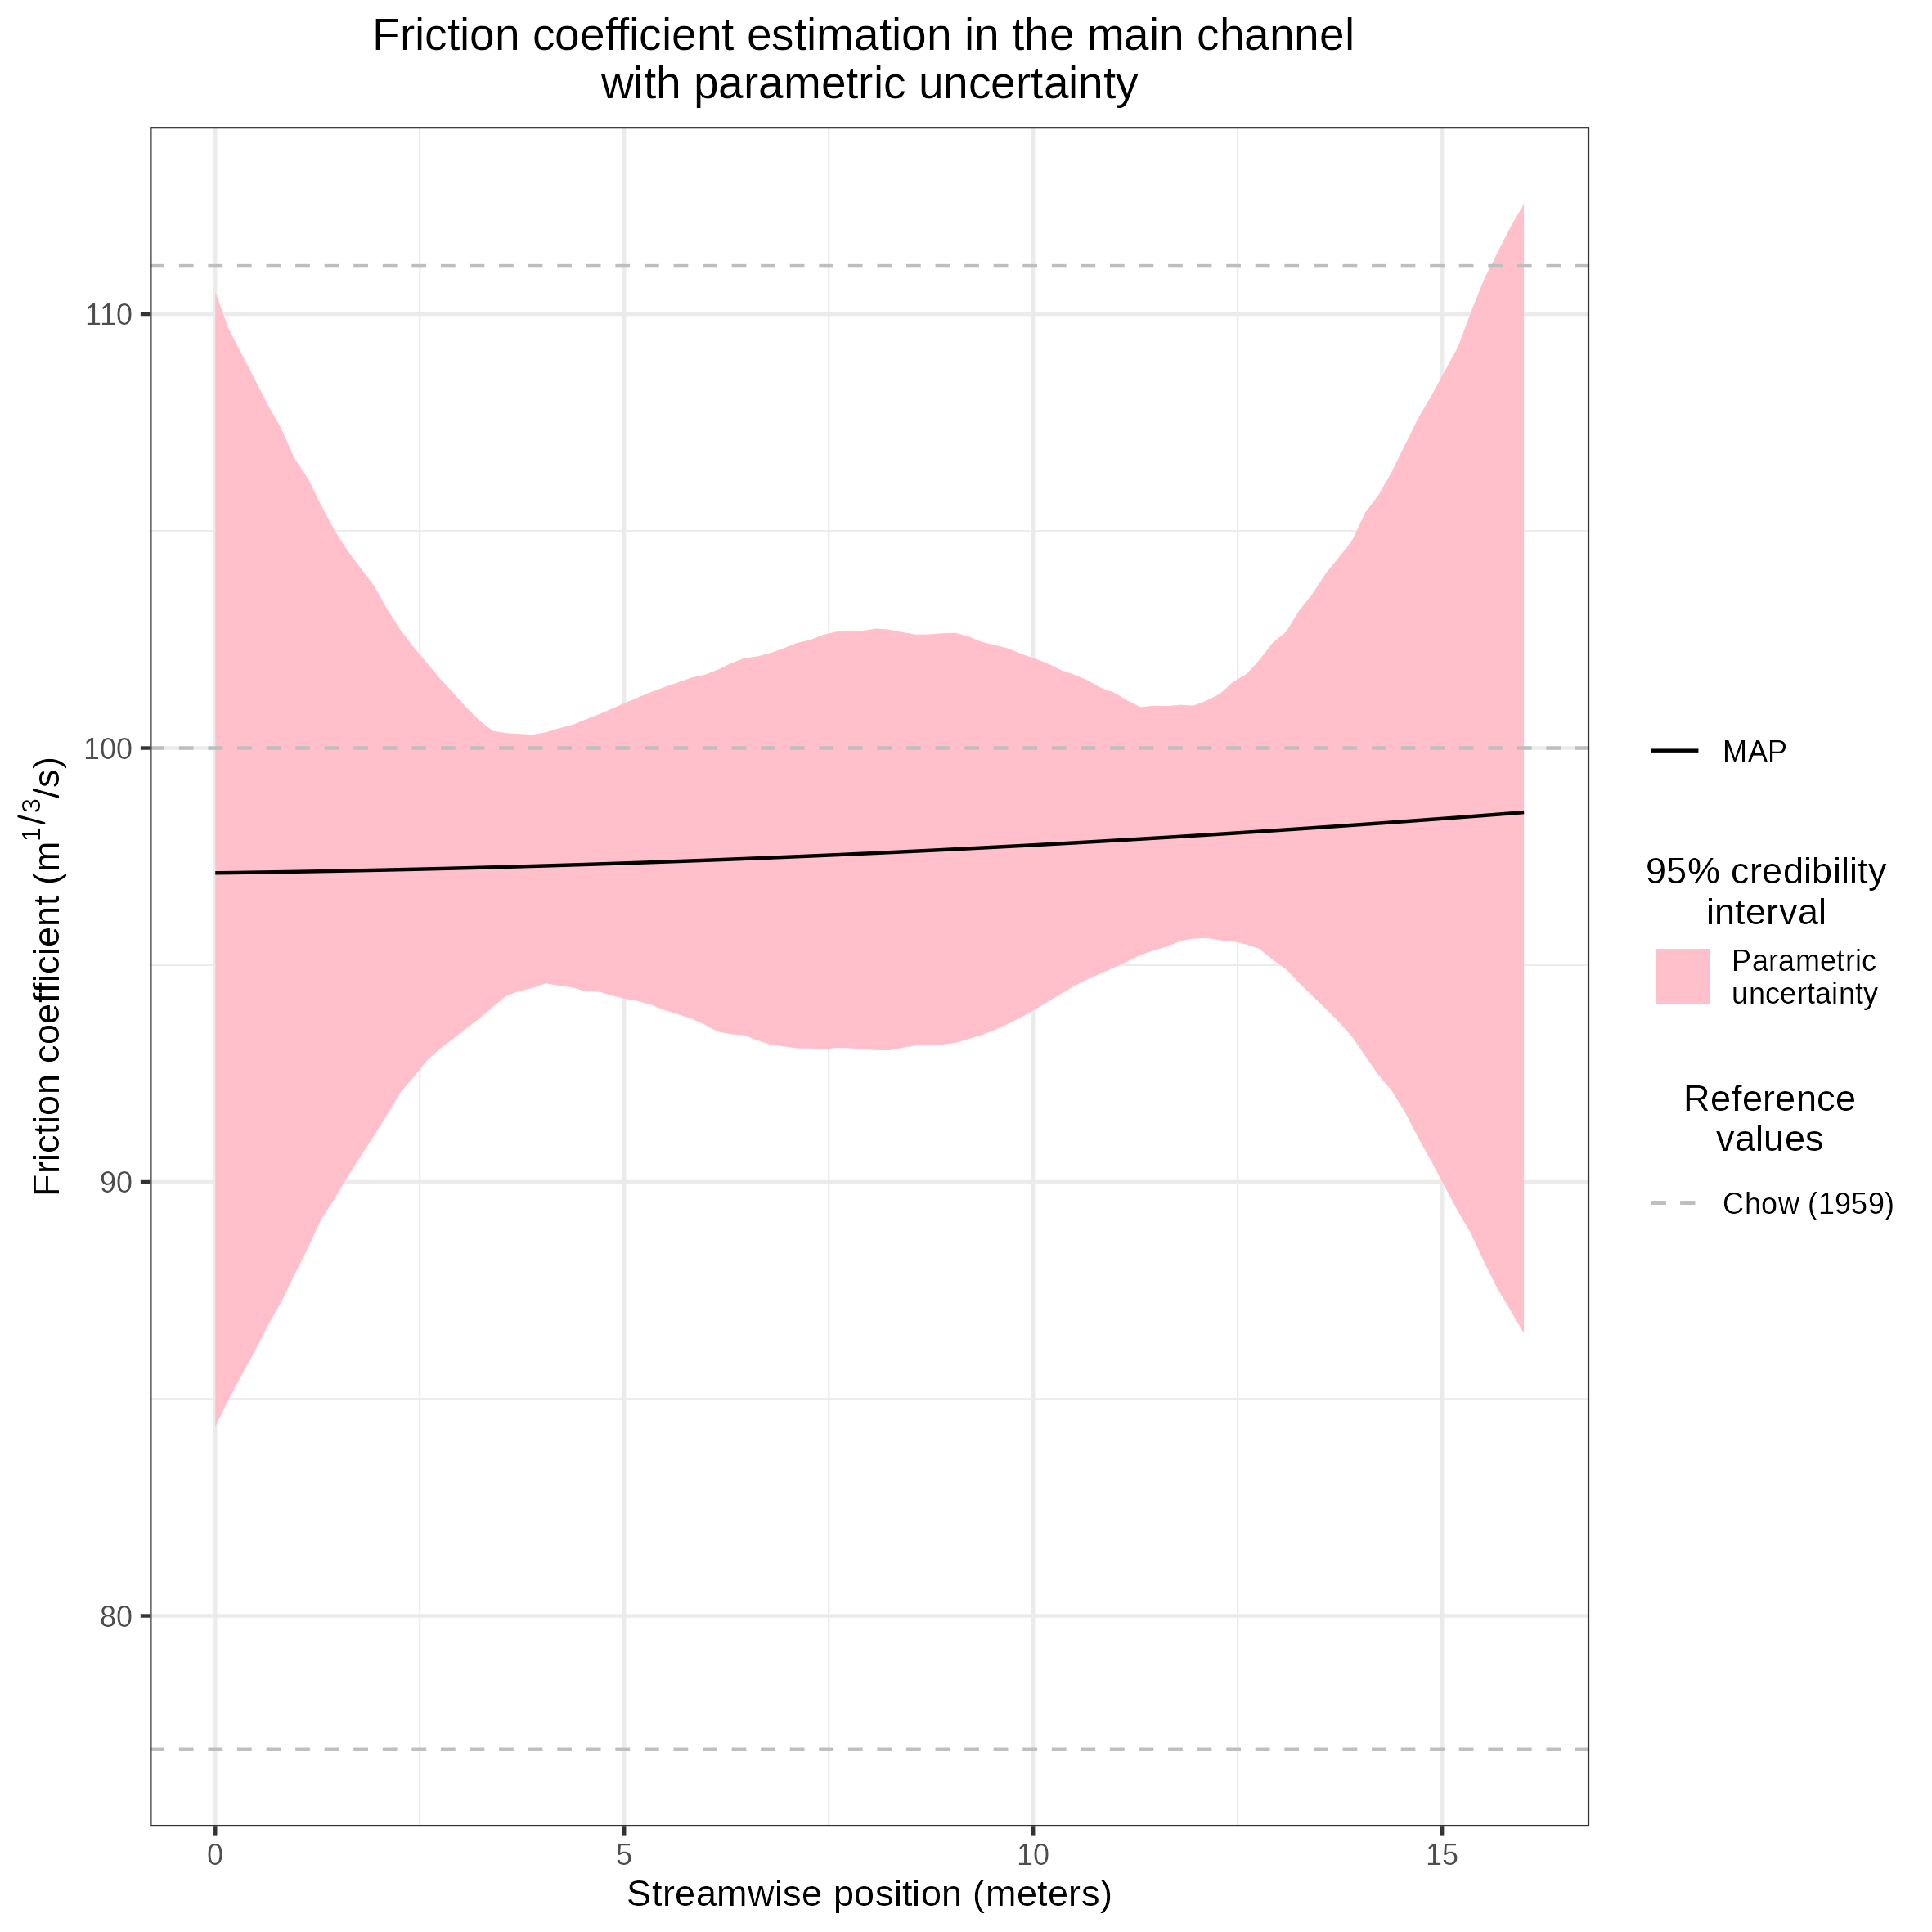 Friction coefficient estimation in the main channel
with parametric uncertainty
Friction coefficient (m^1/3/s)
110
100
90
80
0
5
10
15
Streamwise position (meters)
MAP
95% credibility
interval
Parametric
uncertainty
Reference
values
Chow (1959)